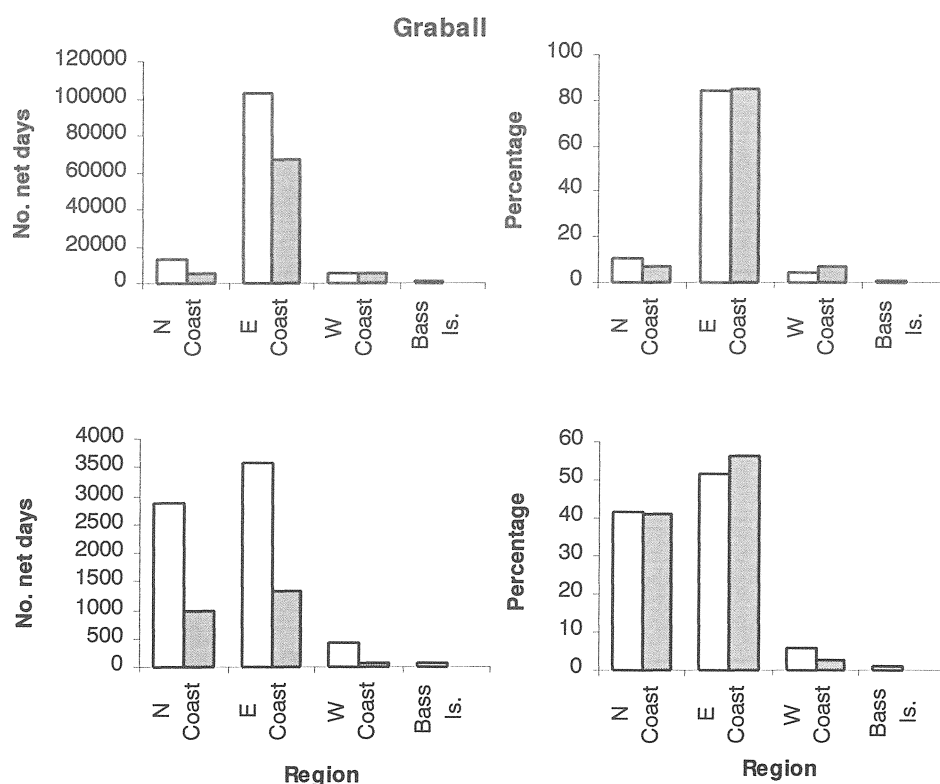 Graball
No. net days
120000
100000
80000
60000
40000
20000
0
N Coast
E Coast
W Coast
Bass Is.
Percentage
100
80
60
40
20
0
N Coast
E Coast
W Coast
Bass Is.
No. net days
4000
3500
3000
2500
2000
1500
1000
500
0
N Coast
E Coast
W Coast
Bass Is.
Region
Percentage
60
50
40
30
20
10
0
N Coast
E Coast
W Coast
Bass Is.
Region